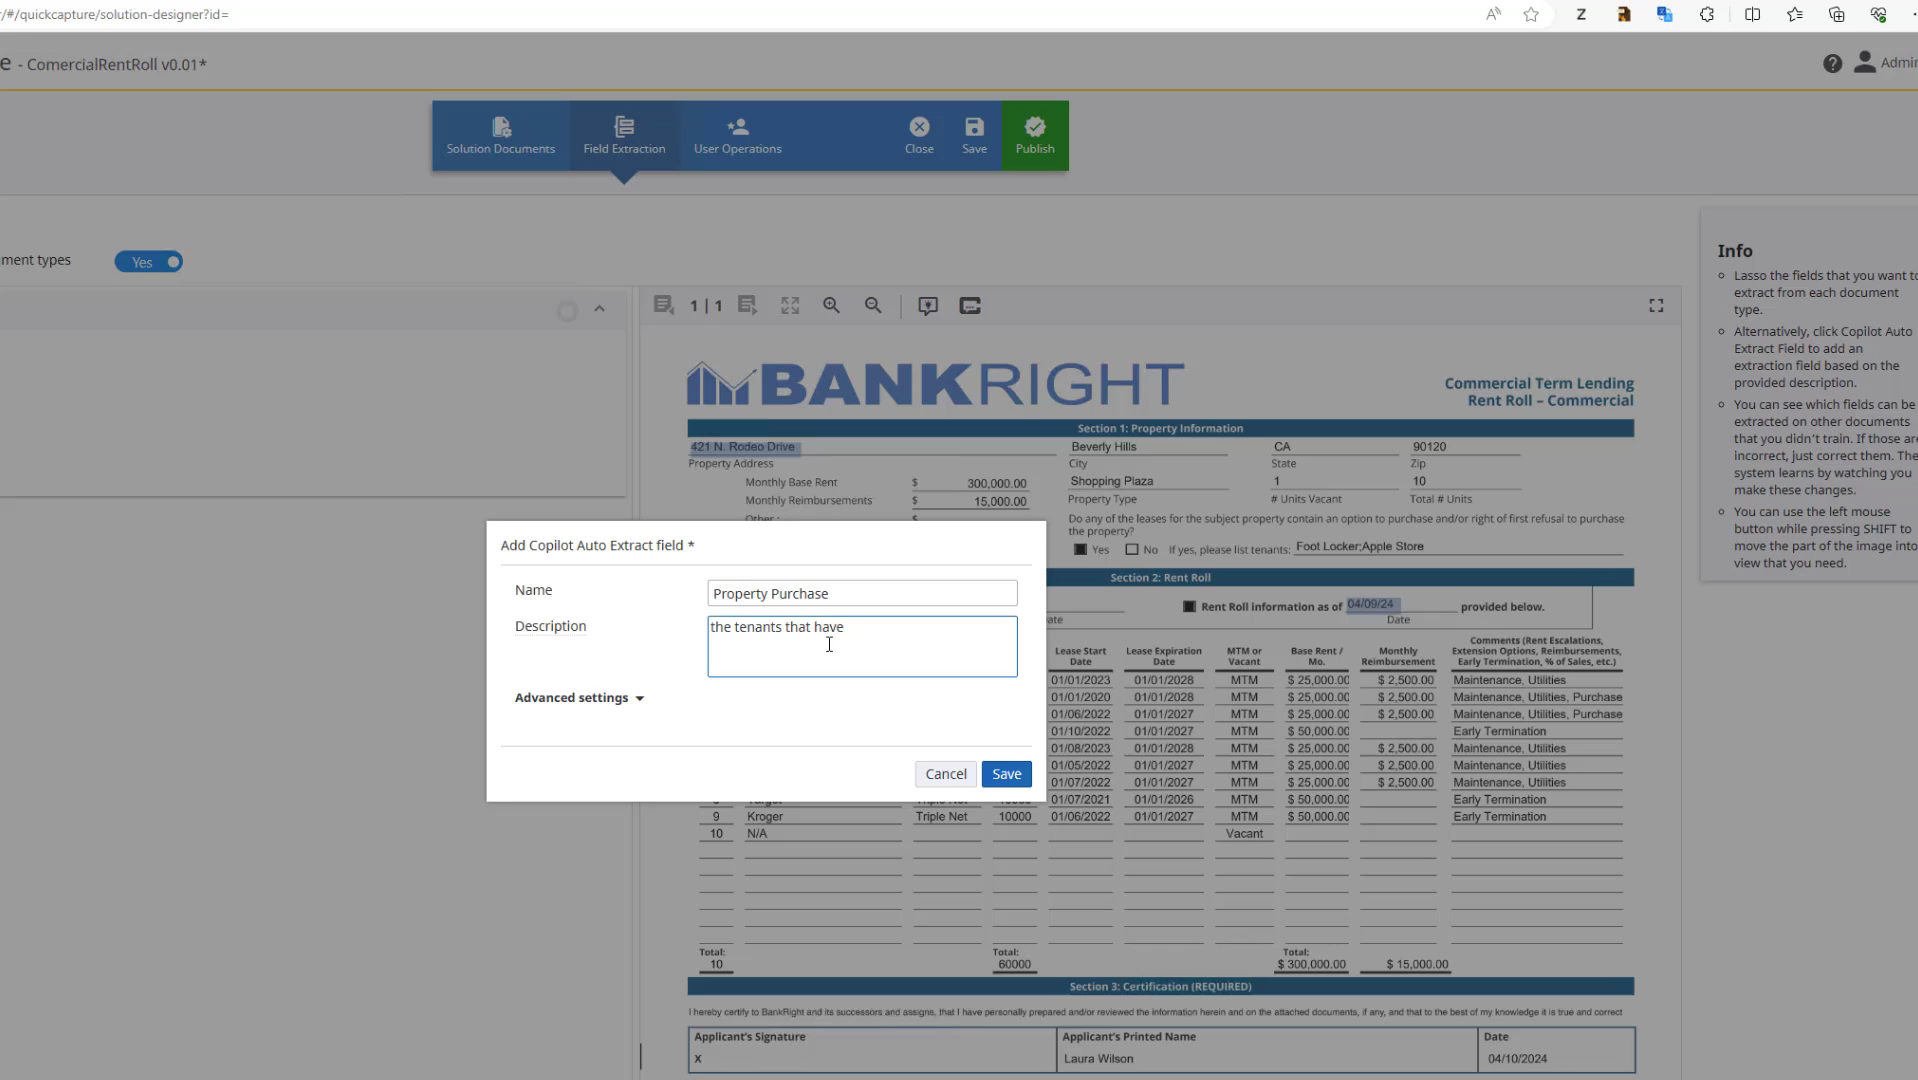 /#/quickcapture/solution-designer?id=
e - ComercialRentRoll v0.01*
Solution Documents
Field Extraction
User Operations
Close
Save
Publish
ment types
Yes
1 | 1
BANKRIGHT
Commercial Term Lending
Rent Roll – Commercial
Section 1: Property Information
421 N. Rodeo Drive Beverly Hills CA 90120
Property Address City State Zip
Monthly Base Rent $ 300,000.00 Shopping Plaza 1 10
Monthly Reimbursements $ 15,000.00 Property Type # Units Vacant Total # Units
Other : $
Do any of the leases for the subject property contain an option to purchase and/or right of first refusal to purchase
the property?
Yes No If yes, please list tenants: Foot Locker;Apple Store
Section 2: Rent Roll
Rent Roll information as of 04/09/24 provided below.
Date
Lease Start Date Lease Expiration Date MTM or Vacant Base Rent / Mo. Monthly Reimbursement Comments (Rent Escalations, Extension Options, Reimbursements, Early Termination, % of Sales, etc.)
01/01/2023 01/01/2028 MTM $ 25,000.00 $ 2,500.00 Maintenance, Utilities
01/01/2020 01/01/2028 MTM $ 25,000.00 $ 2,500.00 Maintenance, Utilities, Purchase
01/06/2022 01/01/2027 MTM $ 25,000.00 $ 2,500.00 Maintenance, Utilities, Purchase
01/10/2022 01/01/2027 MTM $ 50,000.00 Early Termination
01/08/2023 01/01/2028 MTM $ 25,000.00 $ 2,500.00 Maintenance, Utilities
01/05/2022 01/01/2027 MTM $ 25,000.00 $ 2,500.00 Maintenance, Utilities
01/07/2022 01/01/2027 MTM $ 25,000.00 $ 2,500.00 Maintenance, Utilities
Target Triple Net 10000 01/07/2021 01/01/2026 MTM $ 50,000.00 Early Termination
9 Kroger Triple Net 10000 01/06/2022 01/01/2027 MTM $ 50,000.00 Early Termination
10 N/A Vacant
Total: Total: Total:
10 60000 $ 300,000.00 $ 15,000.00
Section 3: Certification (REQUIRED)
I hereby certify to BankRight and its successors and assigns, that I have personally prepared and/or reviewed the information herein and on the attached documents, if any, and that to the best of my knowledge it is true and correct
Applicant's Signature Applicant's Printed Name Date
X Laura Wilson 04/10/2024
Add Copilot Auto Extract field *
Name Property Purchase
Description the tenants that have
Advanced settings
Cancel Save
Info
Lasso the fields that you want to
extract from each document
type.
Alternatively, click Copilot Auto
Extract Field to add an
extraction field based on the
provided description.
You can see which fields can be
extracted on other documents
that you didn't train. If those are
incorrect, just correct them. The
system learns by watching you
make these changes.
You can use the left mouse
button while pressing SHIFT to
move the part of the image into
view that you need.